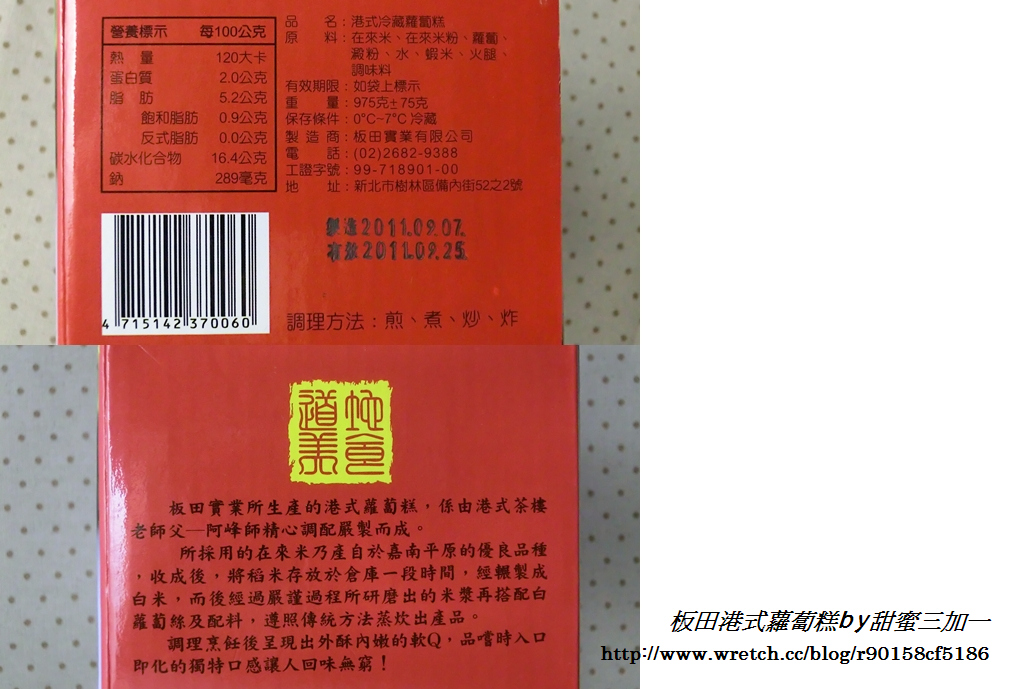 營養標示 每100公克
熱量 120大卡
蛋白質 2.0公克
脂肪 5.2公克
飽和脂肪 0.9公克
反式脂肪 0.0公克
碳水化合物 16.4公克
鈉 289毫克
品名：港式冷藏蘿蔔糕
原料：在來米、在來米粉、蘿蔔、
澱粉、水、蝦米、火腿、
調味料
有效期限：如袋上標示
重量：975克±75克
保存條件：0°C~7°C 冷藏
製造商：板田實業有限公司
電話：(02)2682-9388
工證字號：99-718901-00
地址：新北市樹林區備內街52之2號
製造2011.09.07.
有效2011.09.25.
4 715142 370060
調理方法：煎、煮、炒、炸
地道
食美
板田實業所生產的港式蘿蔔糕，係由港式茶樓
老師父—阿峰師精心調配嚴製而成。
所採用的在來米乃產自於嘉南平原的優良品種
，收成後，將稻米存放於倉庫一段時間，經輾製成
白米，而後經過嚴謹過程所研磨出的米漿再搭配白
蘿蔔絲及配料，遵照傳統方法蒸炊出產品。
調理烹飪後呈現出外酥內嫩的軟Q，品嚐時入口
即化的獨特口感讓人回味無窮！
板田港式蘿蔔糕by甜蜜三加一
http://www.wretch.cc/blog/r90158cf5186